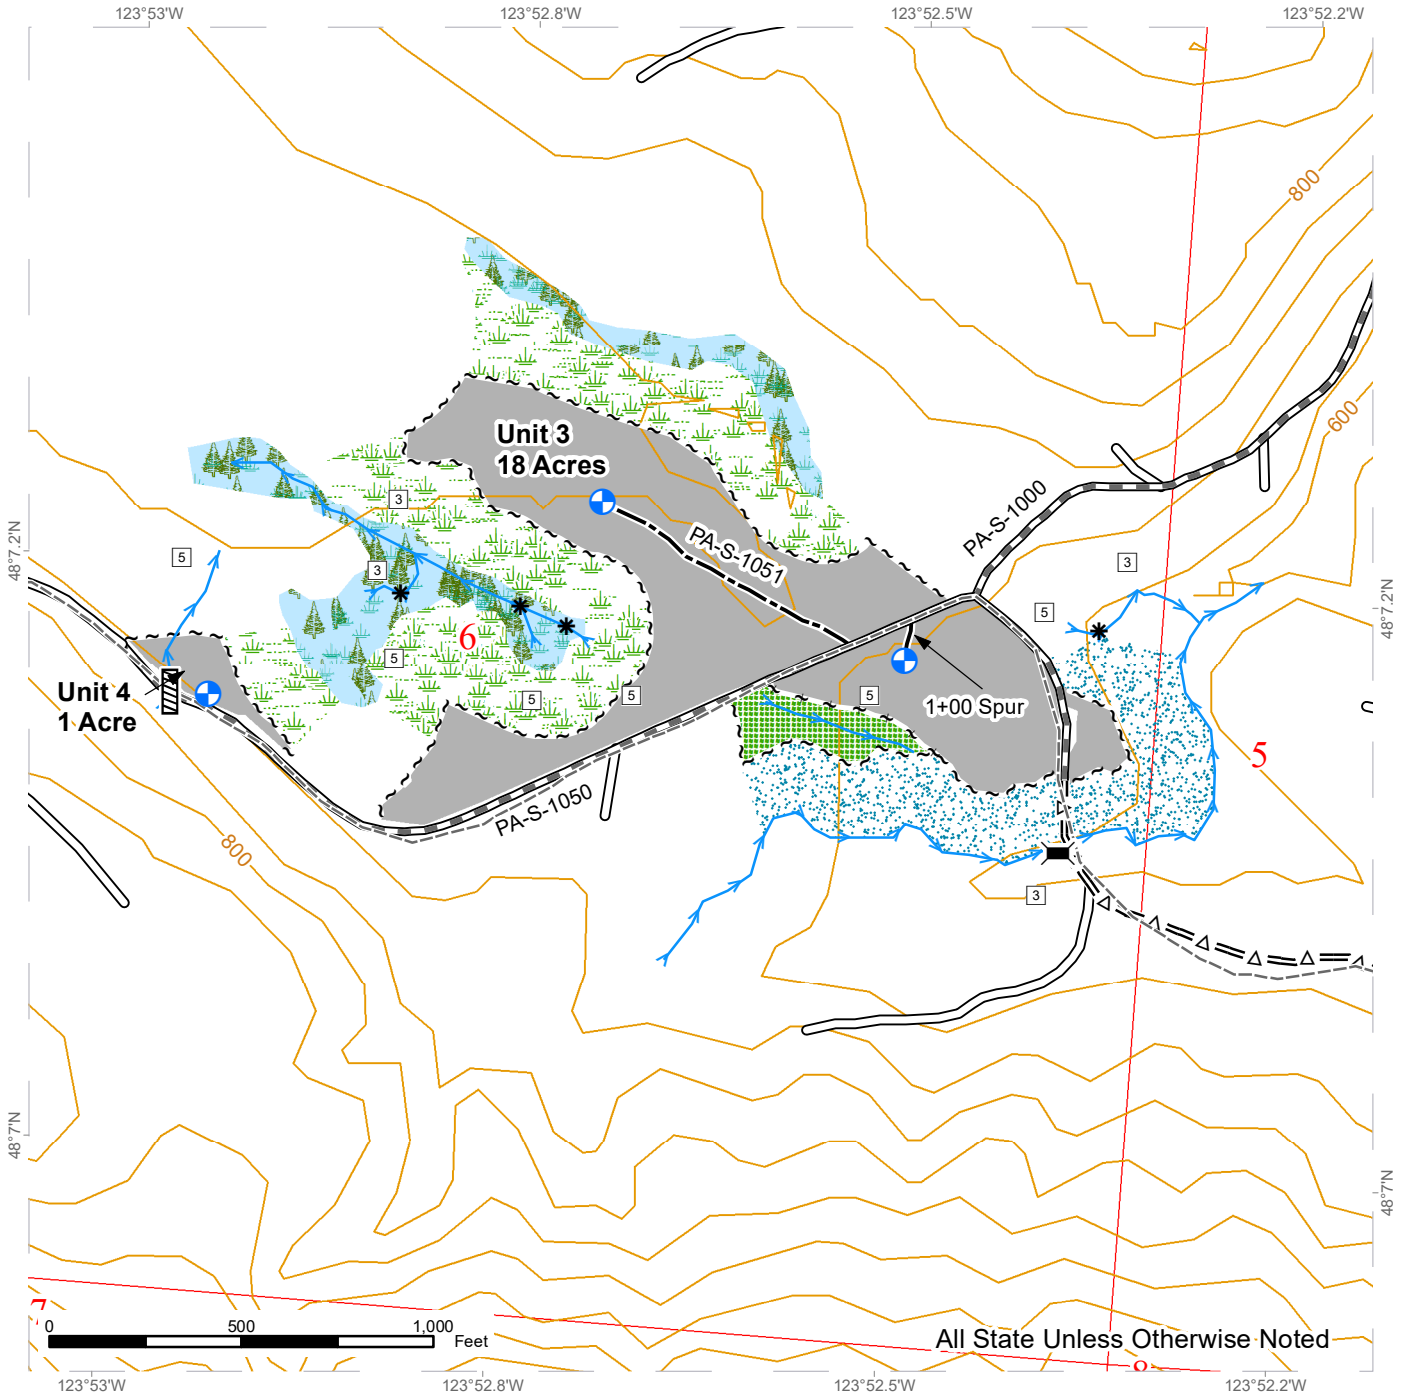 123°53'W
123°52.8'W
123°52.5'W
123°52.2'W
800
600
Unit 3
18 Acres
3
5
PA-S-1000
PA-S-1051
48°7.2'N
3
3
5
48°7.2'N
6
5
5
5
5
Unit 4
1 Acre
1+00 Spur
5
PA-S-1050
800
3
48°7'N
48°7'N
7
0
500
1,000
Feet
All State Unless Otherwise Noted
8
123°53'W
123°52.8'W
123°52.5'W
123°52.2'W